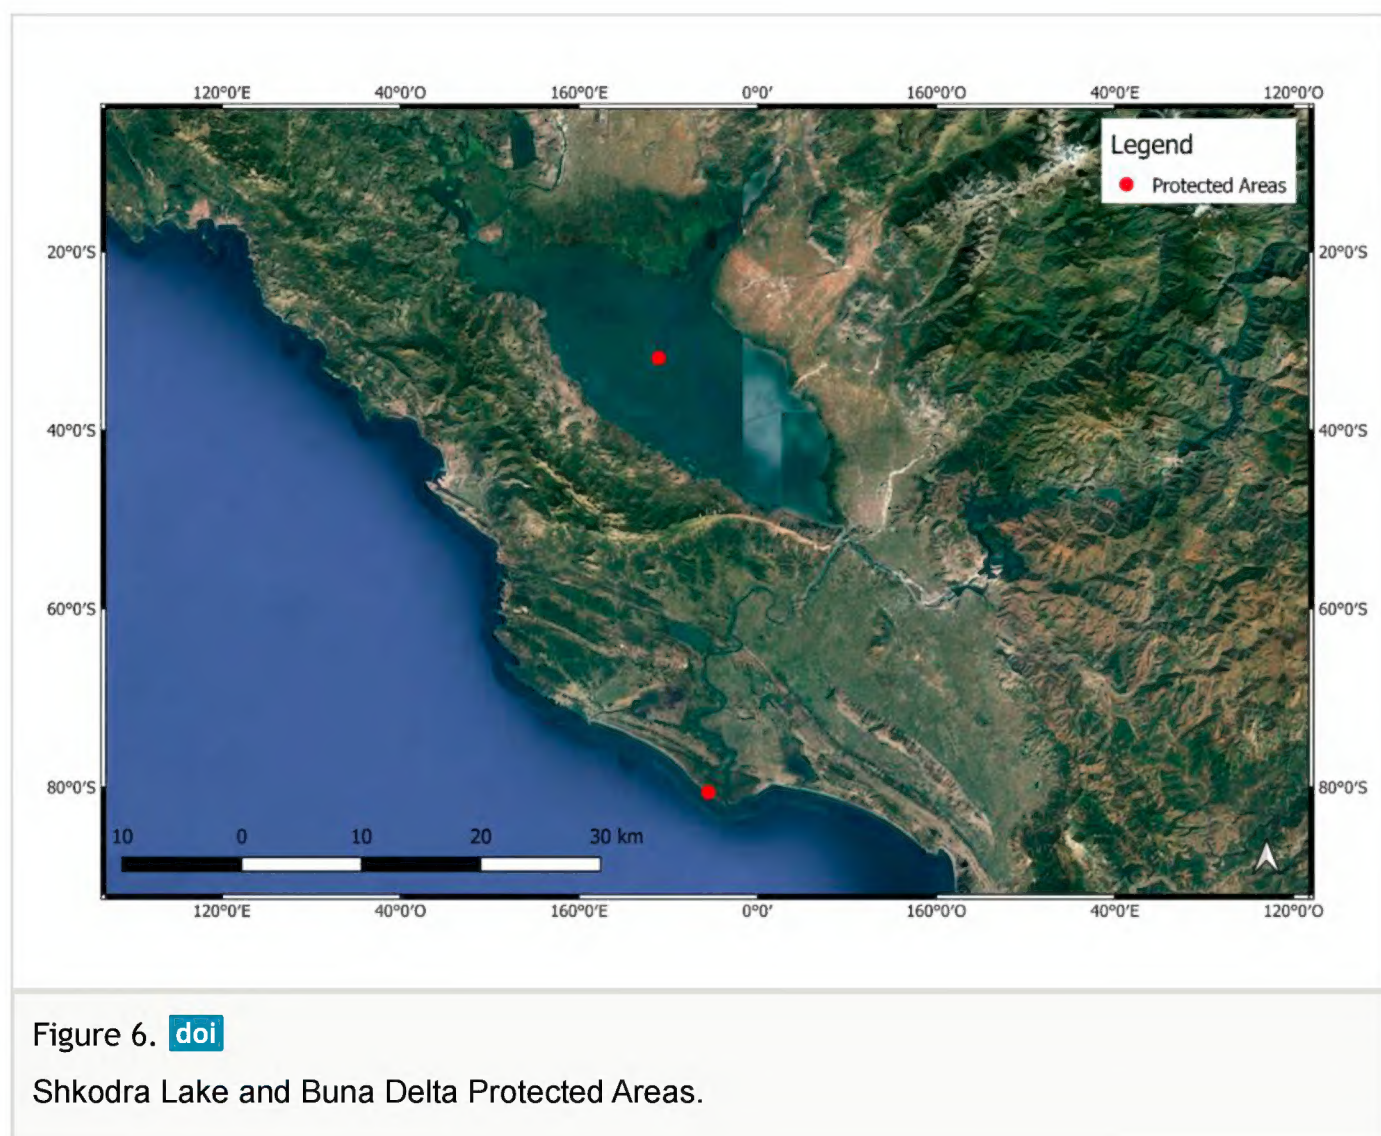 120°0'E 40°0'O 160°0'E 0°0' 160°0'O 40°0'E 120°0'O
Legend
Protected Areas
20°0'S 20°0'S
40°0'S 40°0'S
60°0'S 60°0'S
80°0'S 80°0'S
10 0 10 20 30 km
120°0'E 40°0'O 160°0'E 0°0' 160°0'O 40°0'E 120°0'O
Figure 6. doi
Shkodra Lake and Buna Delta Protected Areas.